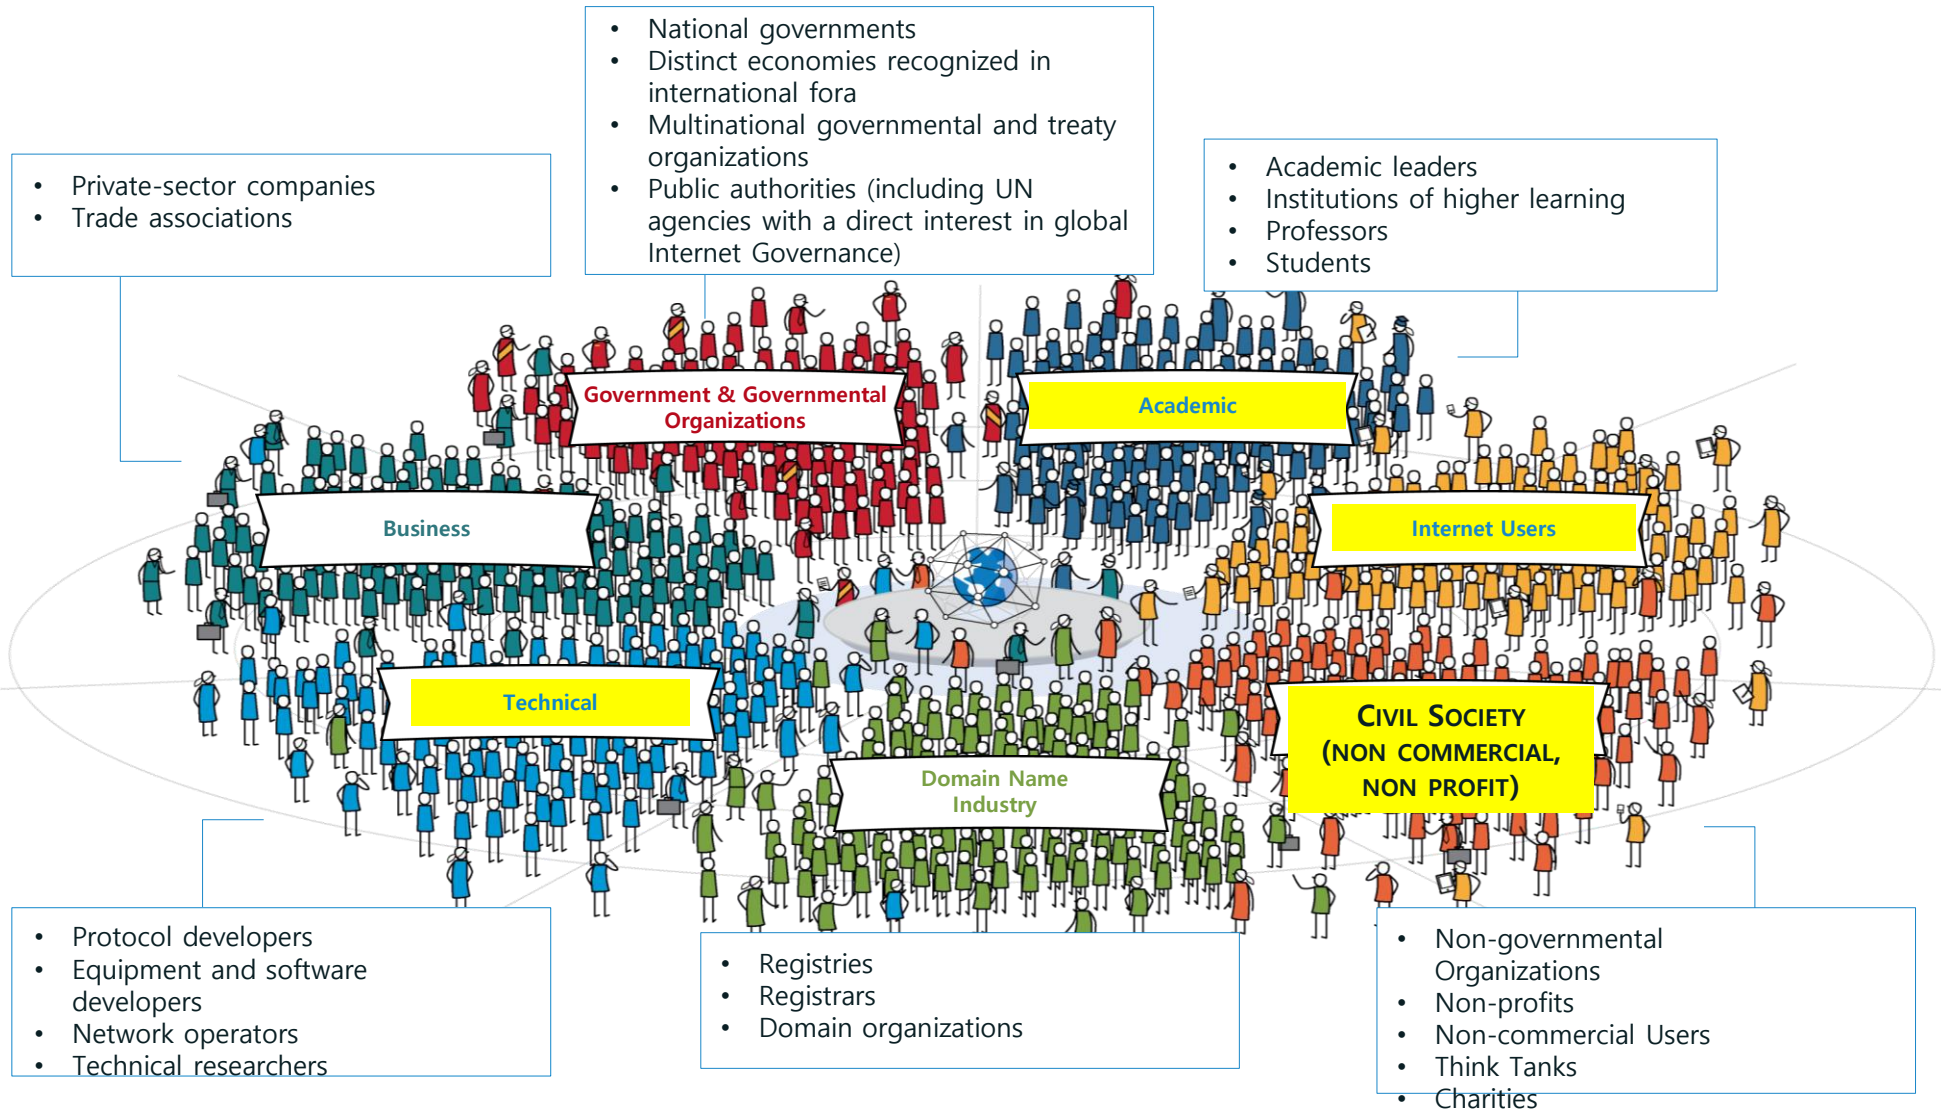 • National governments
• Distinct economies recognized in
international fora
• Multinational governmental and treaty
organizations
• Public authorities (including UN
agencies with a direct interest in global
Internet Governance)
• Private-sector companies
• Trade associations
• Academic leaders
• Institutions of higher learning
• Professors
• Students
Government & Governmental
Organizations
Academic
Business
Internet Users
Technical
Domain Name
Industry
CIVIL SOCIETY
(NON COMMERCIAL,
NON PROFIT)
• Protocol developers
• Equipment and software
developers
• Network operators
• Technical researchers
• Registries
• Registrars
• Domain organizations
• Non-governmental
Organizations
• Non-profits
• Non-commercial Users
• Think Tanks
• Charities